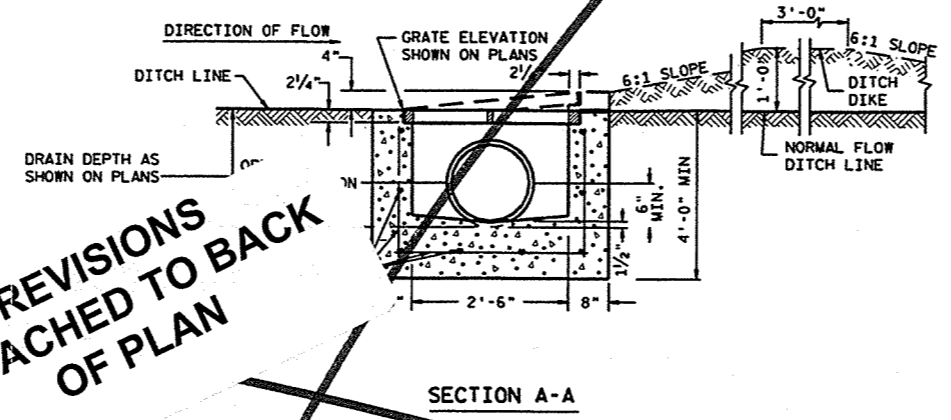 3'-0"
DIRECTION OF FLOW
4"
GRATE ELEVATION
SHOWN ON PLANS
6:1 SLOPE
DITCH LINE
2¼"
6:1 SLOPE
1'-0"
DITCH
DIKE
DRAIN DEPTH AS
SHOWN ON PLANS
NORMAL FLOW
DITCH LINE
6"
MIN.
4'-0" MIN
1½"
2'-6"
8"
REVISIONS
ACHED TO BACK
OF PLAN
SECTION A-A